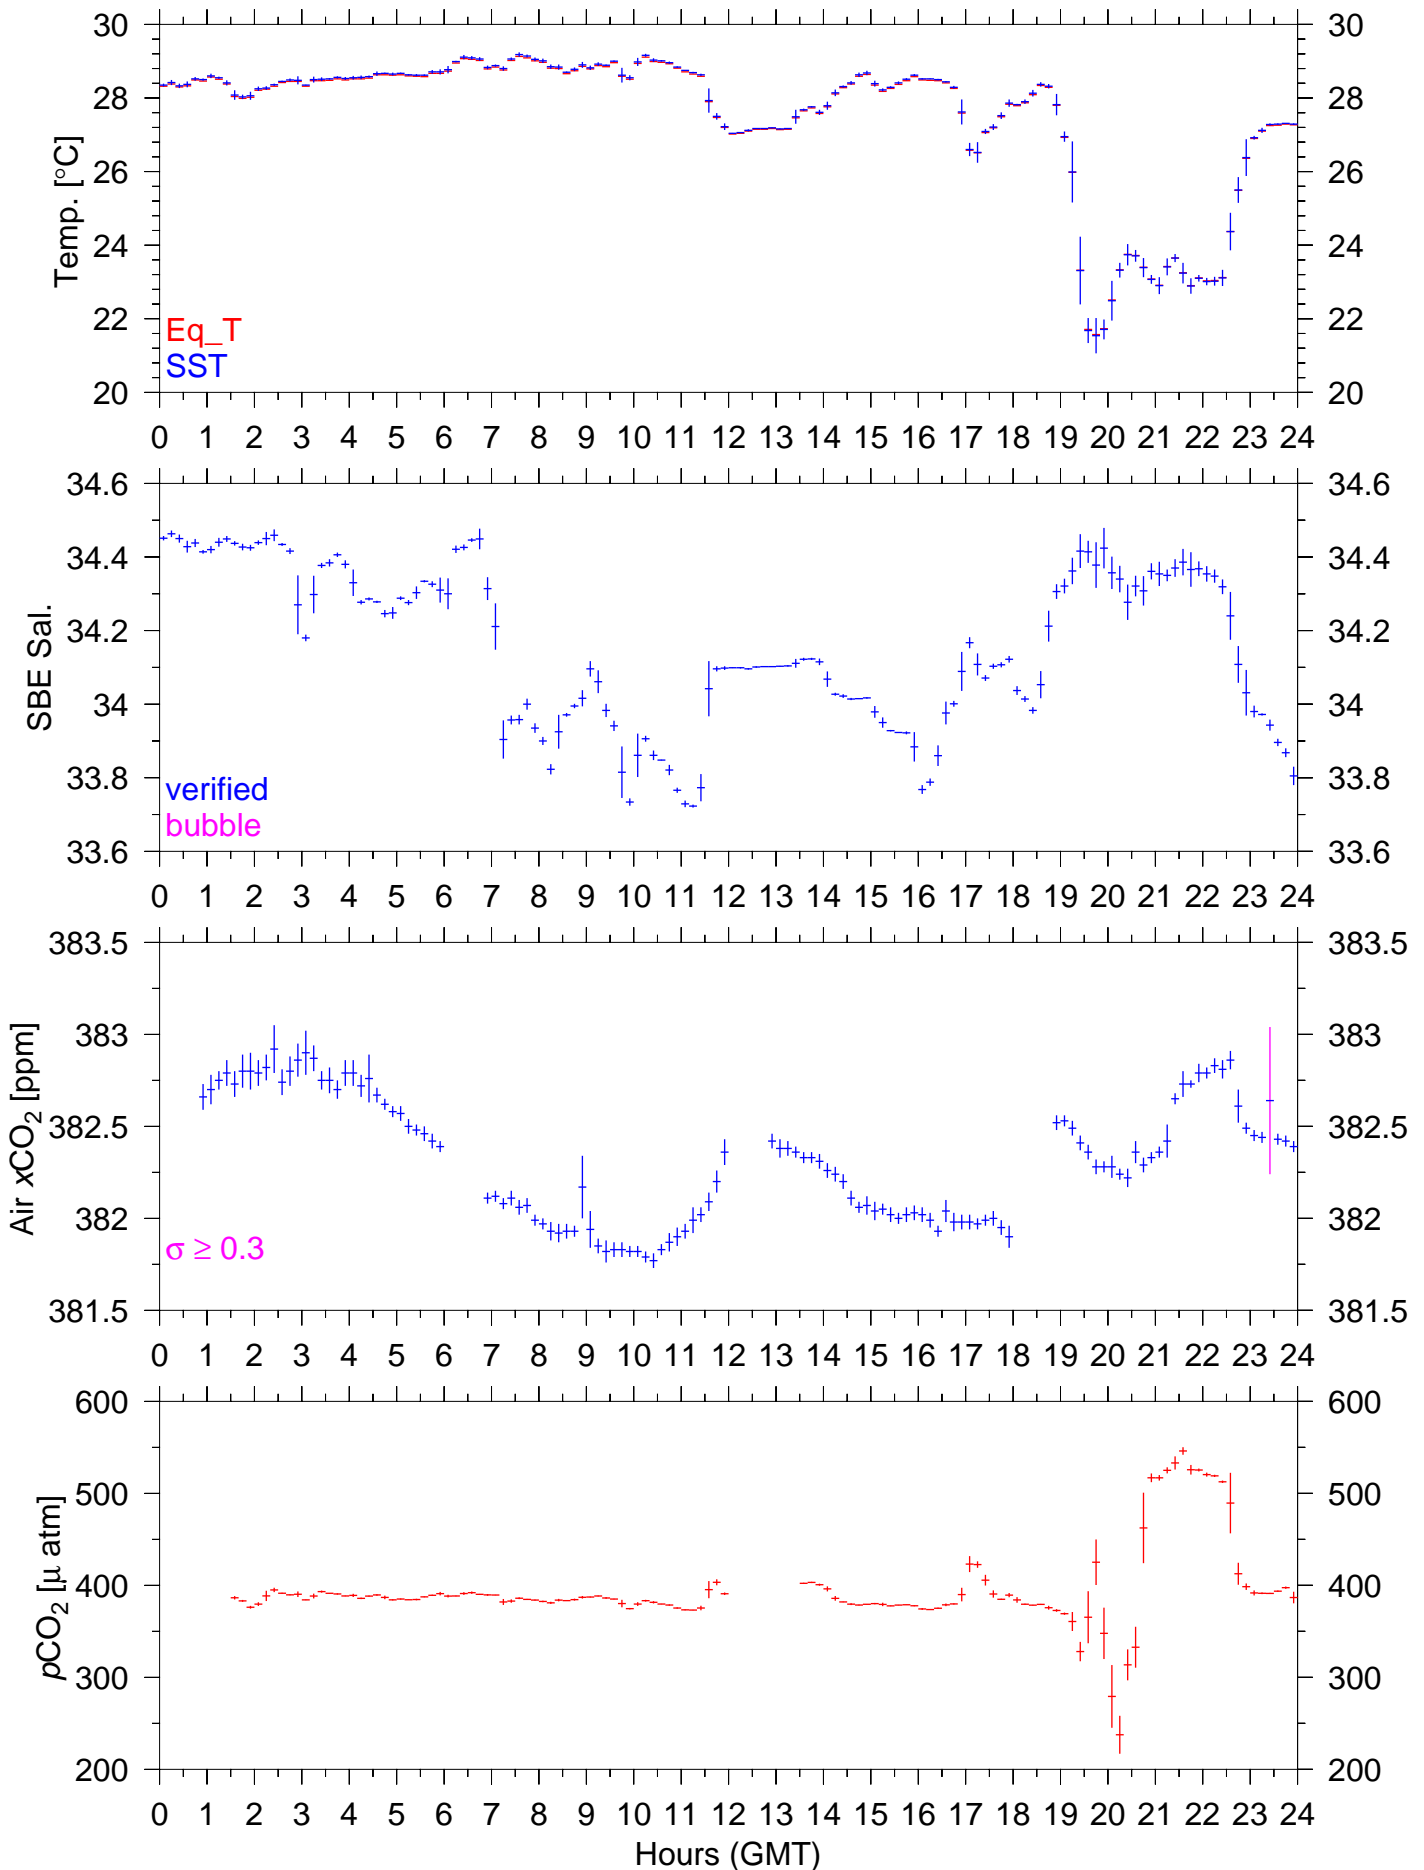 30 30
28 28
26 26
24 24
22 22
20 20
Temp. [°C]
Eq_T
SST
0 1 2 3 4 5 6 7 8 9 10 11 12 13 14 15 16 17 18 19 20 21 22 23 24
34.6 34.6
34.4 34.4
34.2 34.2
34 34
33.8 33.8
33.6 33.6
SBE Sal.
verified
bubble
0 1 2 3 4 5 6 7 8 9 10 11 12 13 14 15 16 17 18 19 20 21 22 23 24
383.5 383.5
383 383
382.5 382.5
382 382
381.5 381.5
Air xCO₂ [ppm]
σ ≥ 0.3
0 1 2 3 4 5 6 7 8 9 10 11 12 13 14 15 16 17 18 19 20 21 22 23 24
600 600
500 500
400 400
300 300
200 200
pCO₂ [μ atm]
0 1 2 3 4 5 6 7 8 9 10 11 12 13 14 15 16 17 18 19 20 21 22 23 24
Hours (GMT)